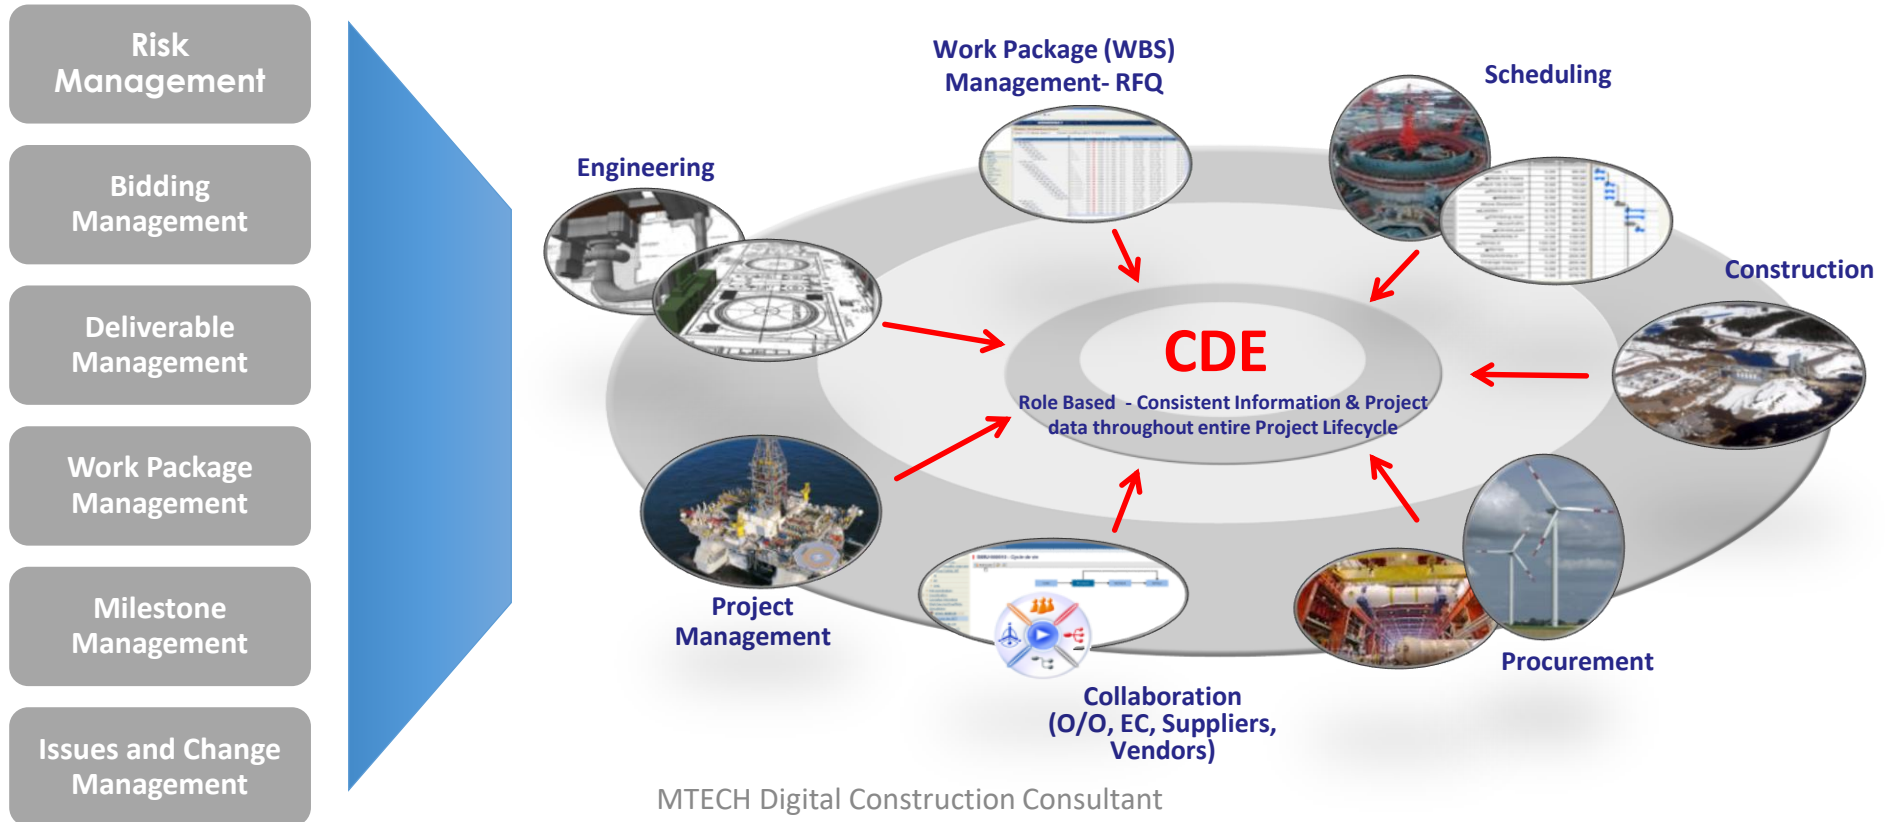 Risk
Management
Bidding
Management
Deliverable
Management
Work Package
Management
Milestone
Management
Issues and Change
Management
Work Package (WBS)
Management- RFQ
Scheduling
Engineering
Construction
CDE
Role Based - Consistent Information & Project
data throughout entire Project Lifecycle
Project
Management
Collaboration
(O/O, EC, Suppliers,
Vendors)
Procurement
MTECH Digital Construction Consultant